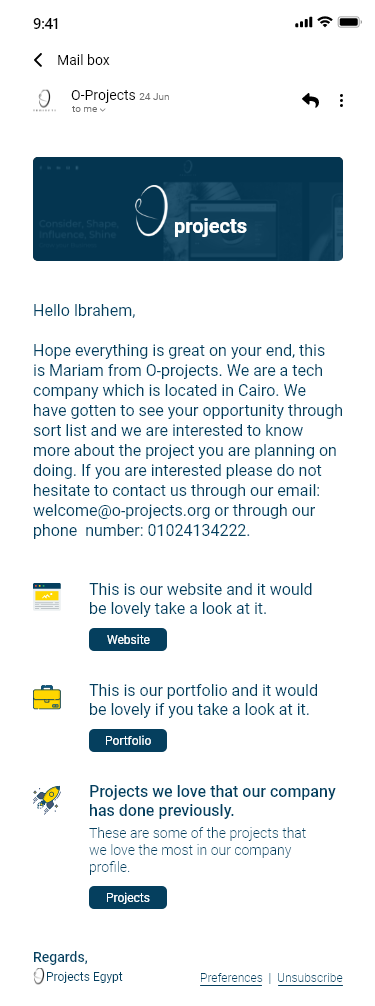 9:41
Mail box
O-Projects 24 Jun
to me
Consider, Shape,
Influence, Shine
projects
Hello Ibrahem,
Hope everything is great on your end, this
is Mariam from O-projects. We are a tech
company which is located in Cairo. We
have gotten to see your opportunity through
sort list and we are interested to know
more about the project you are planning on
doing. If you are interested please do not
hesitate to contact us through our email:
welcome@o-projects.org or through our
phone  number: 01024134222.
This is our website and it would
be lovely take a look at it.
Website
This is our portfolio and it would
be lovely if you take a look at it.
Portfolio
Projects we love that our company
has done previously.
These are some of the projects that
we love the most in our company
profile.
Projects
Regards,
Projects Egypt
Preferences | Unsubscribe